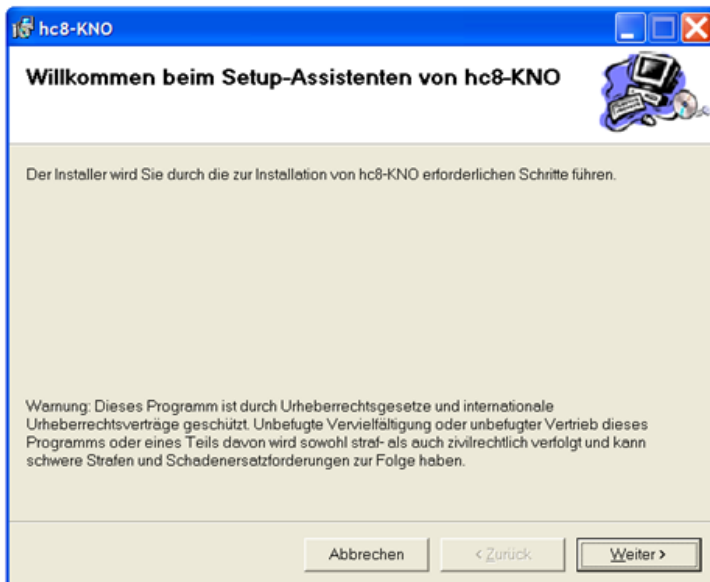 hc8-KNO
Willkommen beim Setup-Assistenten von hc8-KNO
Der Installer wird Sie durch die zur Installation von hc8-KNO erforderlichen Schritte führen.
Warnung: Dieses Programm ist durch Urheberrechtsgesetze und internationale
Urheberrechtsverträge geschützt. Unbefugte Vervielfältigung oder unbefugter Vertrieb dieses
Programms oder eines Teils davon wird sowohl straf- als auch zivilrechtlich verfolgt und kann
schwere Strafen und Schadenersatzforderungen zur Folge haben.
Abbrechen < Zurück Weiter >